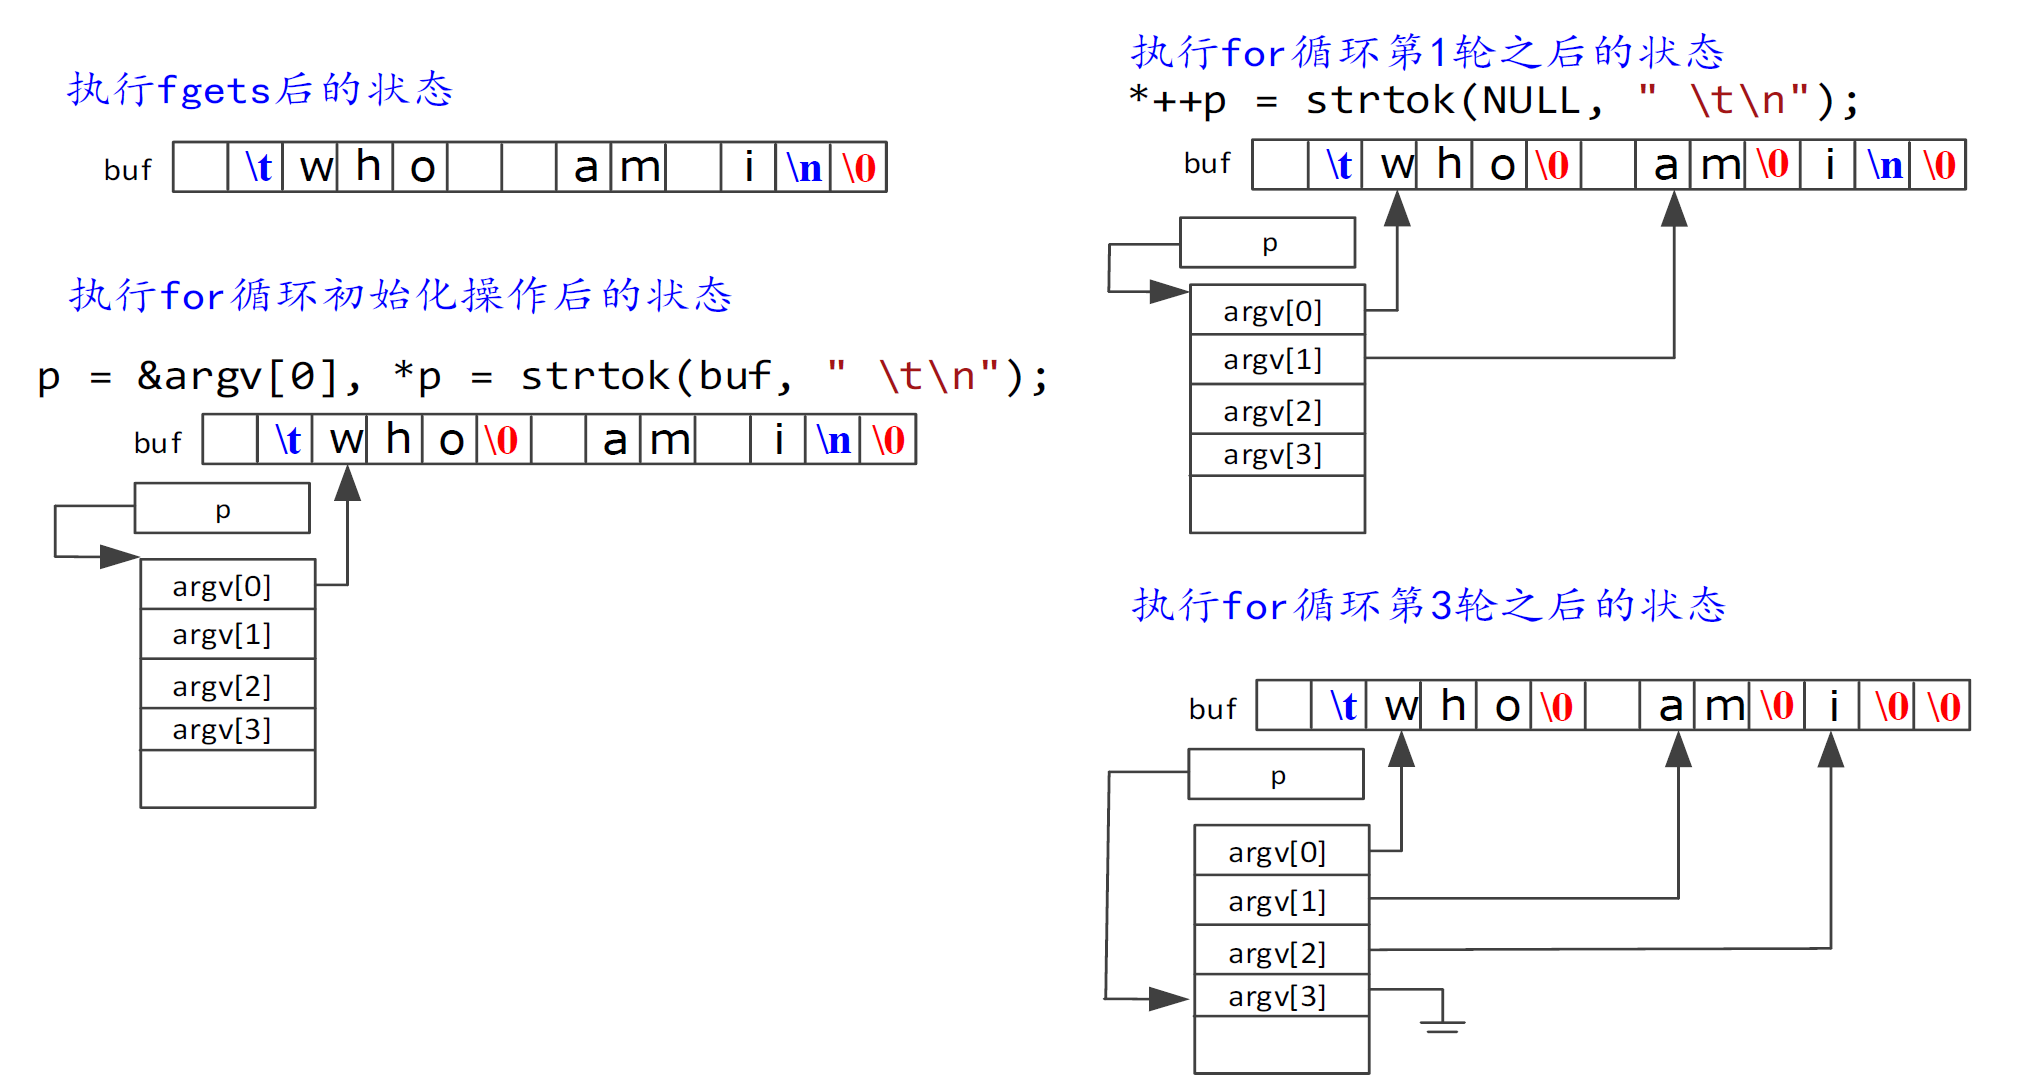 执行fgets后的状态
buf \t w h o a m i \n \0
执行for循环初始化操作后的状态
p = &argv[0], *p = strtok(buf, " \t\n");
buf \t w h o \0 a m i \n \0
p
argv[0]
argv[1]
argv[2]
argv[3]
执行for循环第1轮之后的状态
*++p = strtok(NULL, " \t\n");
buf \t w h o \0 a m \0 i \n \0
p
argv[0]
argv[1]
argv[2]
argv[3]
执行for循环第3轮之后的状态
buf \t w h o \0 a m \0 i \0 \0
p
argv[0]
argv[1]
argv[2]
argv[3]